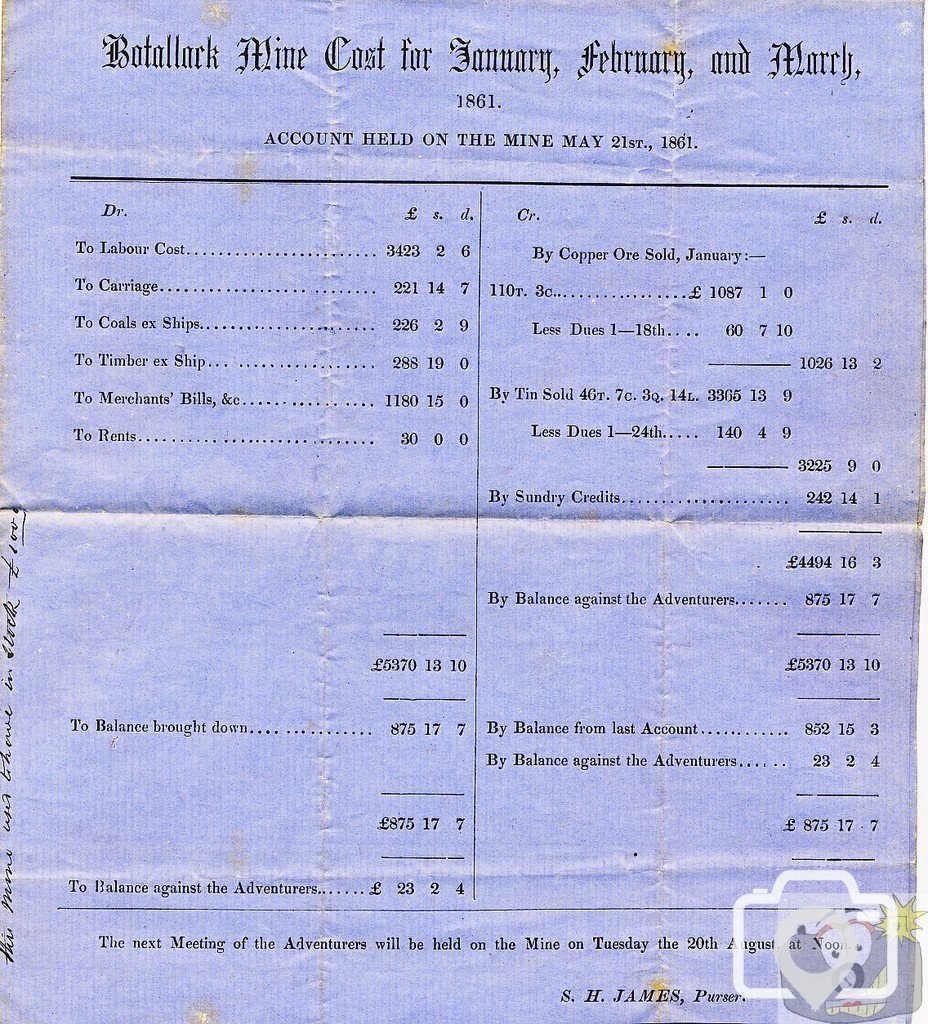 Botallack Mine Cost for January, February, and March,
1861.
ACCOUNT HELD ON THE MINE MAY 21ST., 1861.
Dr. £ s. d.
To Labour Cost........................ 3423 2 6
To Carriage........................... 221 14 7
To Coals ex Ships..................... 226 2 9
To Timber ex Ship... ................. 288 19 0
To Merchants' Bills, &c............... 1180 15 0
To Rents.............................. 30 0 0
£5370 13 10
To Balance brought down.... ............ 875 17 7
£875 17 7
To Balance against the Adventurers.......£ 23 2 4
Cr. £ s. d.
By Copper Ore Sold, January:—
110T. 3C..................£ 1087 1 0
Less Dues 1—18th.... 60 7 10
1026 13 2
By Tin Sold 46T. 7C. 3Q. 14L. 3365 13 9
Less Dues 1—24th..... 140 4 9
3225 9 0
By Sundry Credits...................... 242 14 1
£4494 16 3
By Balance against the Adventurers....... 875 17 7
£5370 13 10
By Balance from last Account............ 852 15 3
By Balance against the Adventurers...... 23 2 4
£ 875 17 7
The next Meeting of the Adventurers will be held on the Mine on Tuesday the 20th August, at Noon.
S. H. JAMES, Purser.
This mine in stock £